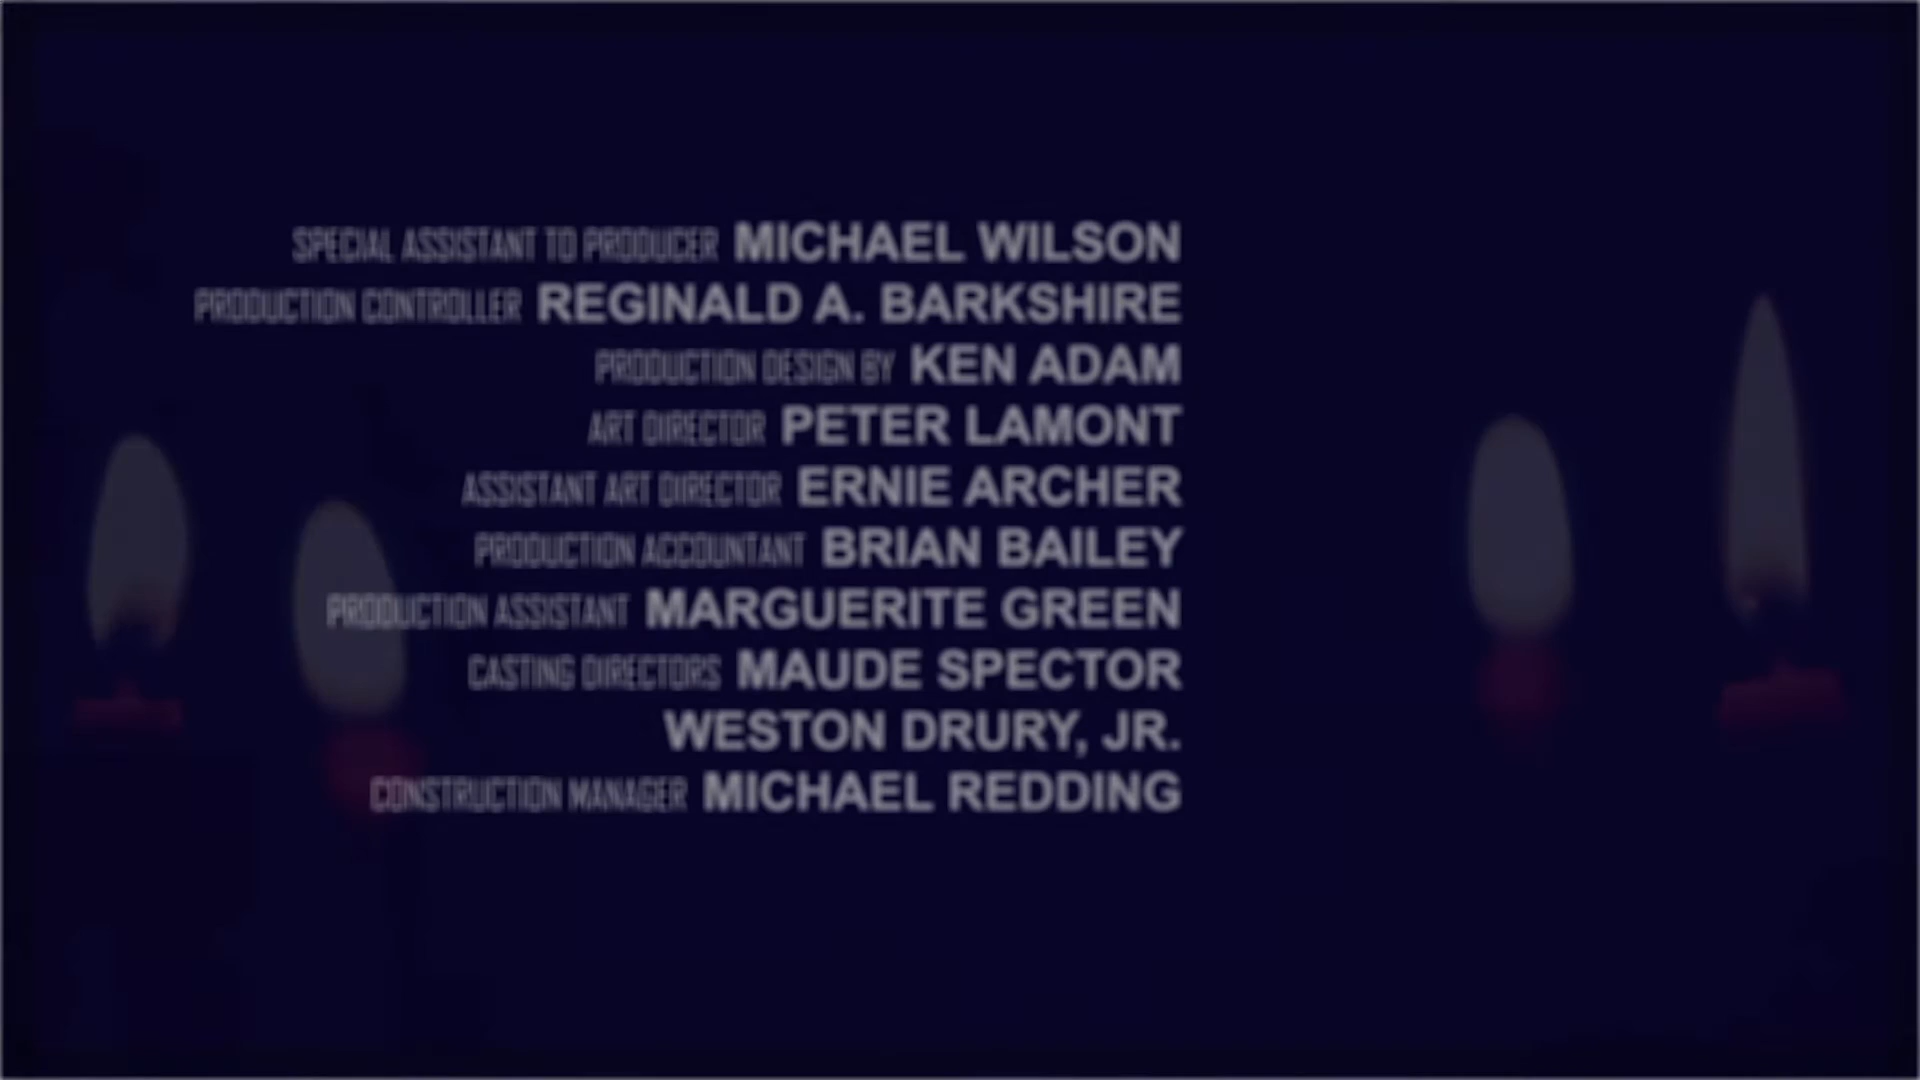 SPECIAL ASSISTANT TO PRODUCER MICHAEL WILSON
PRODUCTION CONTROLLER REGINALD A. BARKSHIRE
PRODUCTION DESIGN BY KEN ADAM
ART DIRECTOR PETER LAMONT
ASSISTANT ART DIRECTOR ERNIE ARCHER
PRODUCTION ACCOUNTANT BRIAN BAILEY
PRODUCTION ASSISTANT MARGUERITE GREEN
CASTING DIRECTORS MAUDE SPECTOR
WESTON DRURY, JR.
CONSTRUCTION MANAGER MICHAEL REDDING